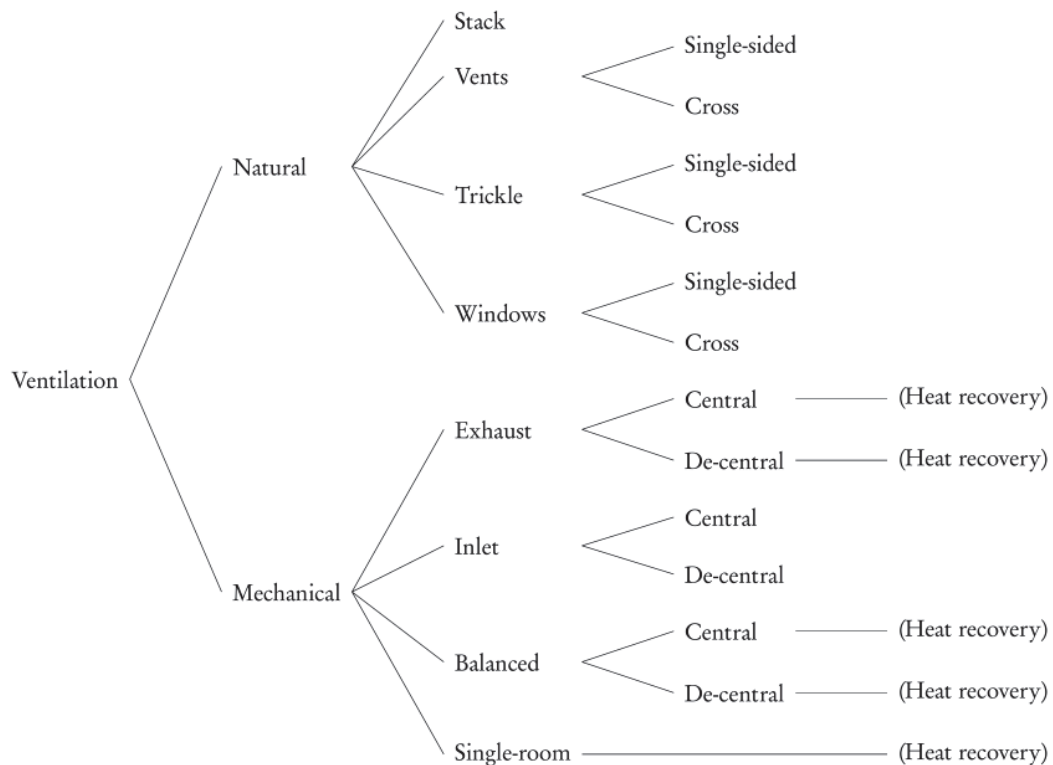 Stack
Single-sided
Vents
Cross
Natural
Single-sided
Trickle
Cross
Single-sided
Windows
Cross
Ventilation
Central (Heat recovery)
Exhaust
De-central (Heat recovery)
Central
Inlet
De-central
Mechanical
Central (Heat recovery)
Balanced
De-central (Heat recovery)
Single-room (Heat recovery)